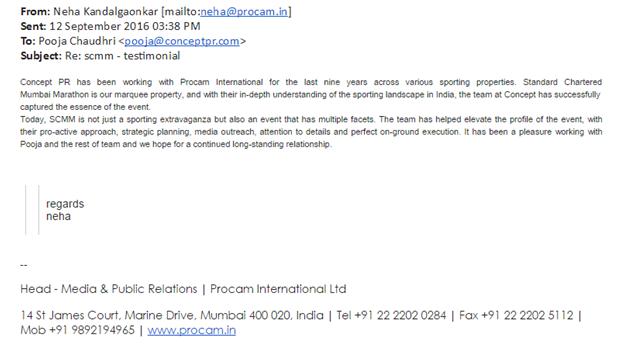 From: Neha Kandalgaonkar [mailto:neha@procam.in]
Sent: 12 September 2016 03:38 PM
To: Pooja Chaudhri <pooja@conceptpr.com>
Subject: Re: scmm - testimonial
Concept PR has been working with Procam International for the last nine years across various sporting properties. Standard Chartered
Mumbai Marathon is our marquee property, and with their in-depth understanding of the sporting landscape in India, the team at Concept has successfully
captured the essence of the event.
Today, SCMM is not just a sporting extravaganza but also an event that has multiple facets. The team has helped elevate the profile of the event, with
their pro-active approach, strategic planning, media outreach, attention to details and perfect on-ground execution. It has been a pleasure working with
Pooja and the rest of team and we hope for a continued long-standing relationship.
regards
neha
--
Head - Media & Public Relations | Procam International Ltd
14 St James Court, Marine Drive, Mumbai 400 020, India | Tel +91 22 2202 0284 | Fax +91 22 2202 5112 |
Mob +91 9892194965 | www.procam.in